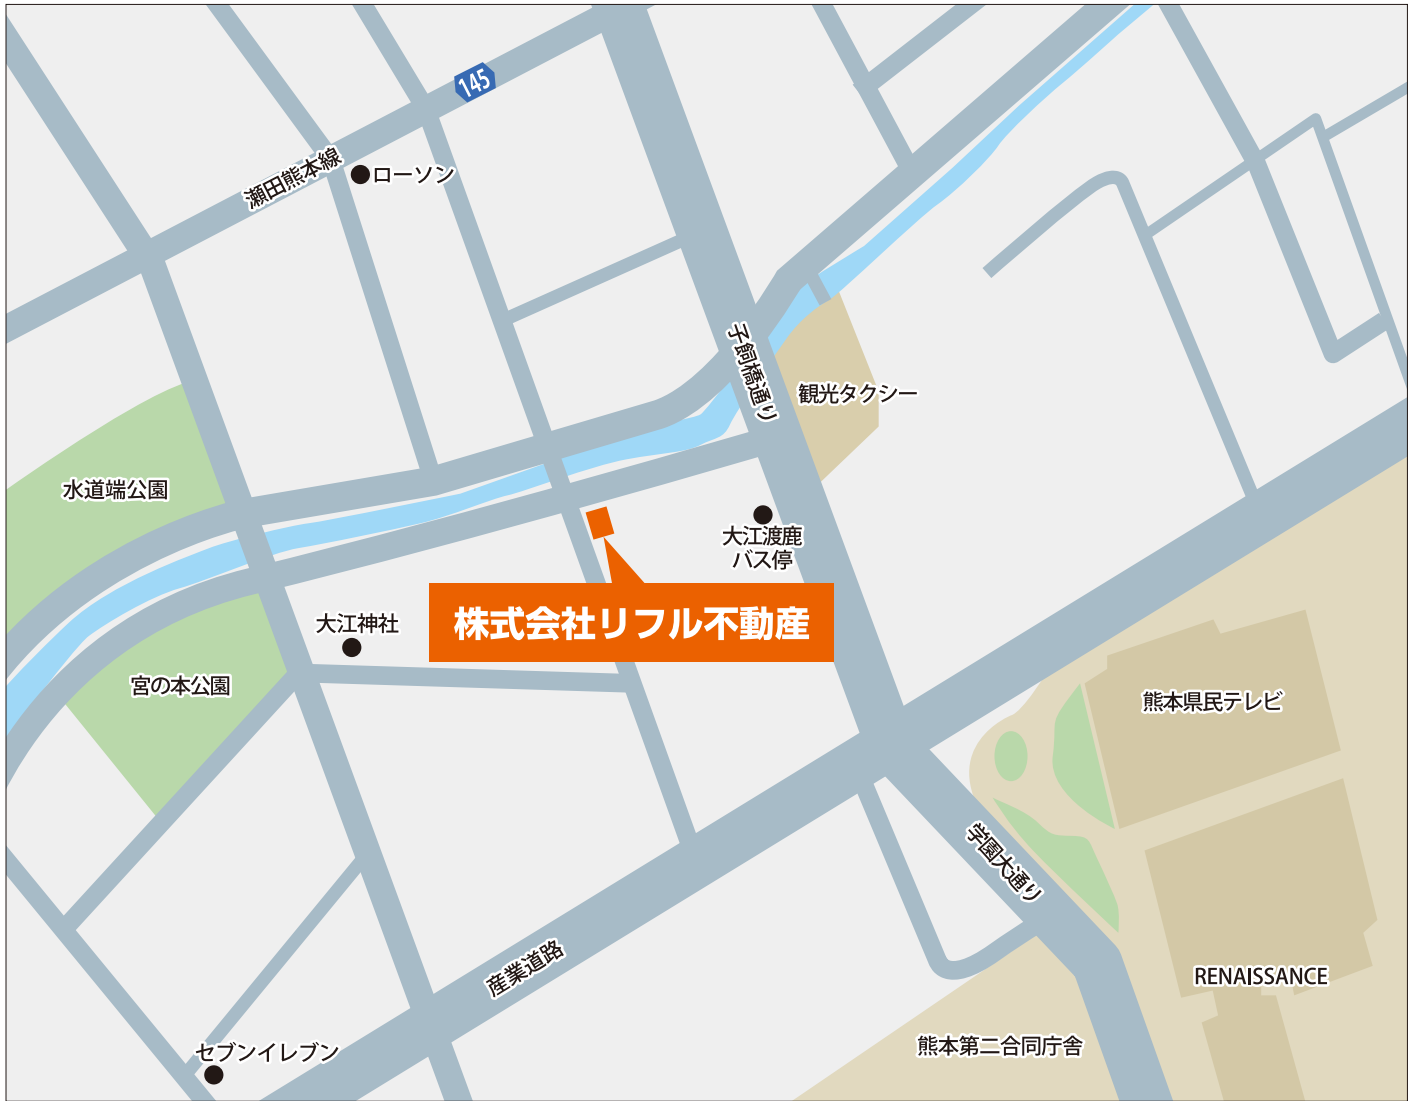 145
瀬田熊本線
ローソン
子飼橋通り
観光タクシー
水道端公園
大江渡鹿
バス停
株式会社リフル不動産
大江神社
宮の本公園
熊本県民テレビ
学園大通り
産業道路
RENAISSANCE
熊本第二合同庁舎
セブンイレブン